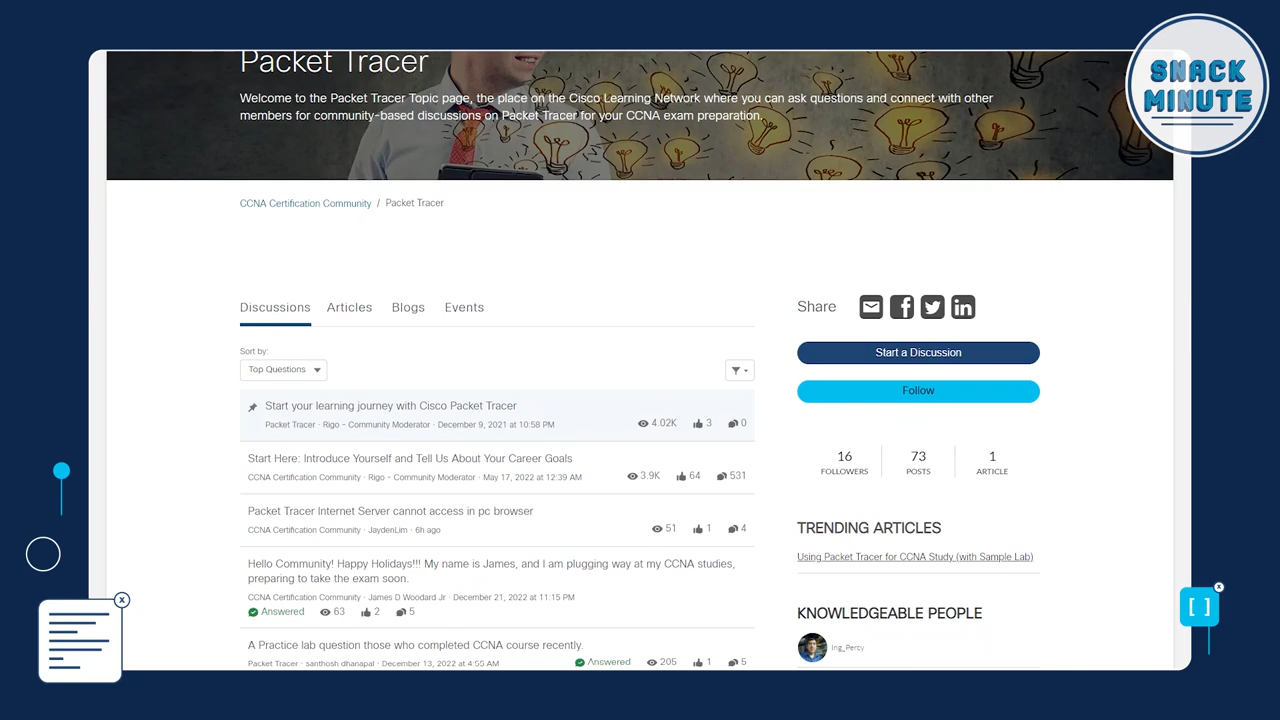 Packet Tracer
Welcome to the Packet Tracer Topic page, the place on the Cisco Learning Network where you can ask questions and connect with other
members for community-based discussions on Packet Tracer for your CCNA exam preparation.
SNACK
MINUTE
CCNA Certification Community / Packet Tracer
Discussions Articles Blogs Events
Sort by:
Top Questions
Start your learning journey with Cisco Packet Tracer
Packet Tracer · Rigo – Community Moderator · December 9, 2021 at 10:58 PM 4.02K 3 0
Start Here: Introduce Yourself and Tell Us About Your Career Goals
CCNA Certification Community · Rigo – Community Moderator · May 17, 2022 at 12:39 AM 3.9K 64 531
Packet Tracer Internet Server cannot access in pc browser
CCNA Certification Community · JaydenLim · 6h ago 51 1 4
Hello Community! Happy Holidays!!! My name is James, and I am plugging way at my CCNA studies,
preparing to take the exam soon.
CCNA Certification Community · James D Woodard Jr · December 21, 2022 at 11:15 PM
Answered 63 2 5
A Practice lab question those who completed CCNA course recently.
Packet Tracer · santhosh dhanapal · December 13, 2022 at 4:55 AM Answered 205 1 5
Share
Start a Discussion
Follow
16 73 1
FOLLOWERS POSTS ARTICLE
TRENDING ARTICLES
Using Packet Tracer for CCNA Study (with Sample Lab)
KNOWLEDGEABLE PEOPLE
Ing_Percy
x
[ ]
x